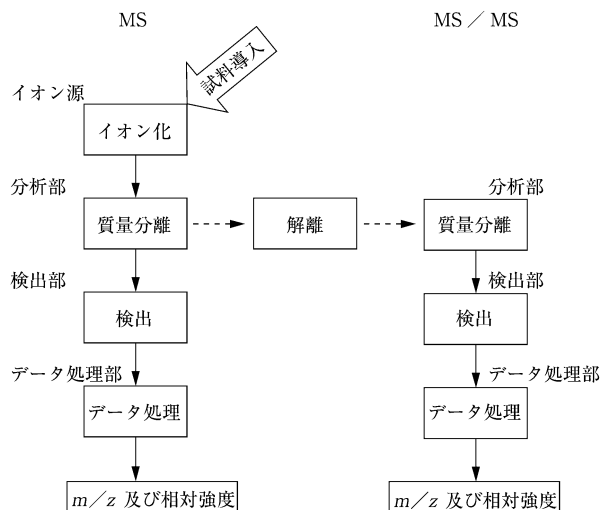 MS
MS／MS
試料導入
イオン源
イオン化
分析部
分析部
質量分離
解離
質量分離
検出部
検出部
検出
検出
データ処理部
データ処理部
データ処理
データ処理
m／z 及び相対強度
m／z 及び相対強度